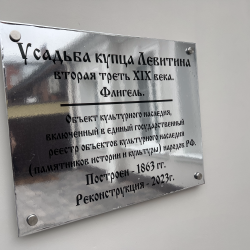 Усадьба купца Левитина
вторая треть XIX века.
Флигель.
Объект культурного наследия,
включенный в единый государственный
реестр объектов культурного наследия
(памятников истории и культуры) народов РФ.
Построен - 1863 гг.
Реконструкция - 2023г.